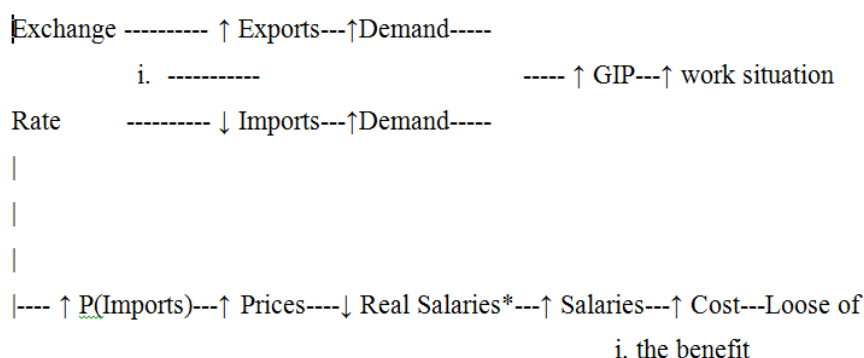 Exchange ---------- ↑ Exports---↑Demand-----
i. ----------- ----- ↑ GIP---↑ work situation
Rate ---------- ↓ Imports---↑Demand-----
|
|
|
|---- ↑ P(Imports)---↑ Prices----↓ Real Salaries*---↑ Salaries---↑ Cost---Loose of
i. the benefit